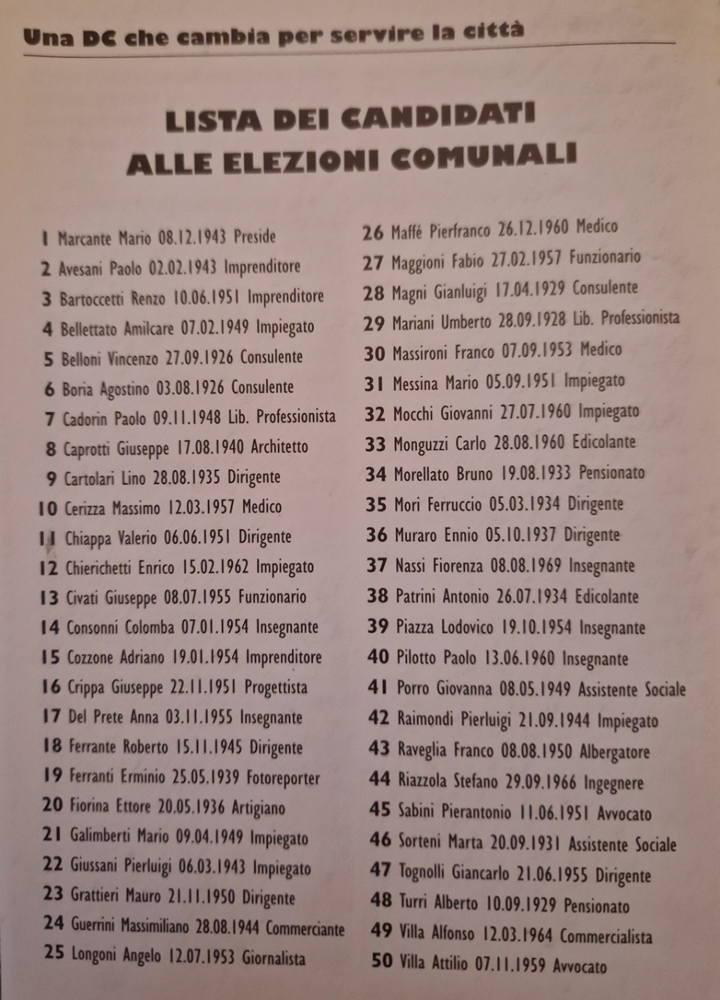 Una DC che cambia per servire la città
LISTA DEI CANDIDATI
ALLE ELEZIONI COMUNALI
1 Marcante Mario 08.12.1943 Preside
2 Avesani Paolo 02.02.1943 Imprenditore
3 Bartoccetti Renzo 10.06.1951 Imprenditore
4 Bellettato Amilcare 07.02.1949 Impiegato
5 Belloni Vincenzo 27.09.1926 Consulente
6 Boria Agostino 03.08.1926 Consulente
7 Cadorin Paolo 09.11.1948 Lib. Professionista
8 Caprotti Giuseppe 17.08.1940 Architetto
9 Cartolari Lino 28.08.1935 Dirigente
10 Cerizza Massimo 12.03.1957 Medico
11 Chiappa Valerio 06.06.1951 Dirigente
12 Chierichetti Enrico 15.02.1962 Impiegato
13 Civati Giuseppe 08.07.1955 Funzionario
14 Consonni Colomba 07.01.1954 Insegnante
15 Cozzone Adriano 19.01.1954 Imprenditore
16 Crippa Giuseppe 22.11.1951 Progettista
17 Del Prete Anna 03.11.1955 Insegnante
18 Ferrante Roberto 15.11.1945 Dirigente
19 Ferranti Erminio 25.05.1939 Fotoreporter
20 Fiorina Ettore 20.05.1936 Artigiano
21 Galimberti Mario 09.04.1949 Impiegato
22 Giussani Pierluigi 06.03.1943 Impiegato
23 Grattieri Mauro 21.11.1950 Dirigente
24 Guerrini Massimiliano 28.08.1944 Commerciante
25 Longoni Angelo 12.07.1953 Giornalista
26 Maffé Pierfranco 26.12.1960 Medico
27 Maggioni Fabio 27.02.1957 Funzionario
28 Magni Gianluigi 17.04.1929 Consulente
29 Mariani Umberto 28.09.1928 Lib. Professionista
30 Massironi Franco 07.09.1953 Medico
31 Messina Mario 05.09.1951 Impiegato
32 Mocchi Giovanni 27.07.1960 Impiegato
33 Monguzzi Carlo 28.08.1960 Edicolante
34 Morellato Bruno 19.08.1933 Pensionato
35 Mori Ferruccio 05.03.1934 Dirigente
36 Muraro Ennio 05.10.1937 Dirigente
37 Nassi Fiorenza 08.08.1969 Insegnante
38 Patrini Antonio 26.07.1934 Edicolante
39 Piazza Lodovico 19.10.1954 Insegnante
40 Pilotto Paolo 13.06.1960 Insegnante
41 Porro Giovanna 08.05.1949 Assistente Sociale
42 Raimondi Pierluigi 21.09.1944 Impiegato
43 Raveglia Franco 08.08.1950 Albergatore
44 Riazzola Stefano 29.09.1966 Ingegnere
45 Sabini Pierantonio 11.06.1951 Avvocato
46 Sorteni Marta 20.09.1931 Assistente Sociale
47 Tognolli Giancarlo 21.06.1955 Dirigente
48 Turri Alberto 10.09.1929 Pensionato
49 Villa Alfonso 12.03.1964 Commercialista
50 Villa Attilio 07.11.1959 Avvocato